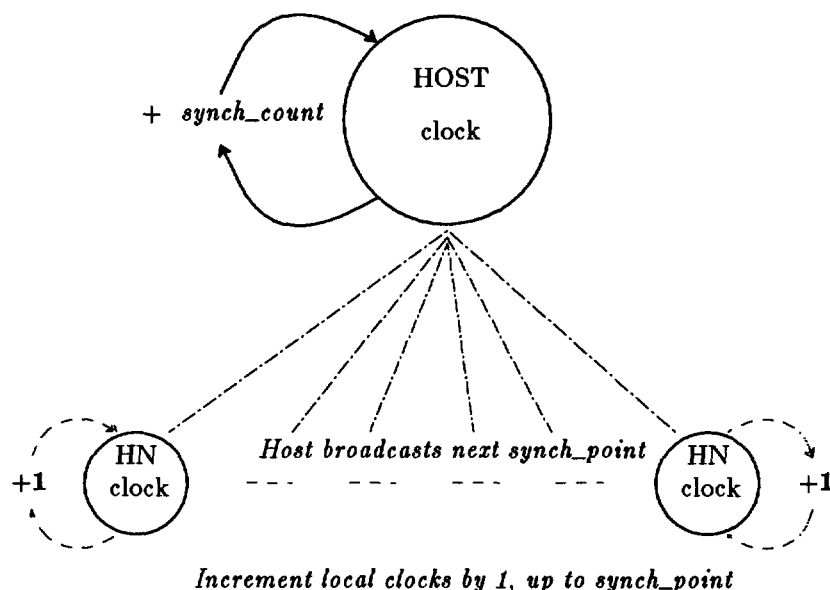 HOST
clock
+ synch_count
HN
clock
+1
Host broadcasts next synch_point
HN
clock
+1
Increment local clocks by 1, up to synch_point